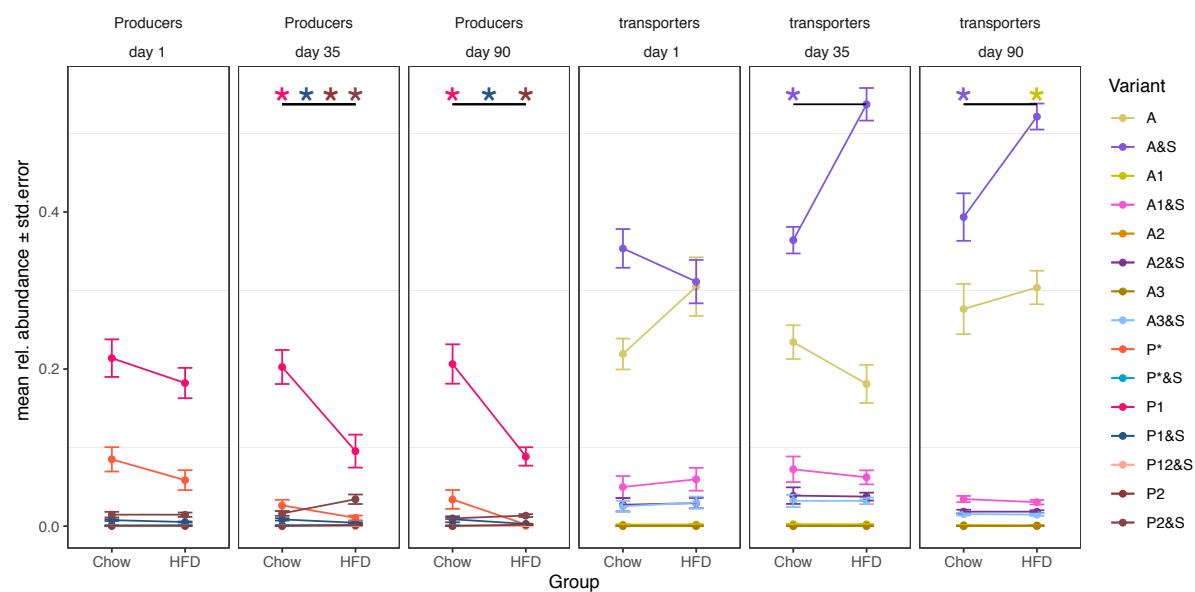 Producers Producers Producers transporters transporters transporters
day 1 day 35 day 90 day 1 day 35 day 90
mean rel. abundance ± std.error
0.4
0.2
0.0
* * * * * * * * * *
Chow HFD Chow HFD Chow HFD Chow HFD Chow HFD Chow HFD
Group
Variant
A
A&S
A1
A1&S
A2
A2&S
A3
A3&S
P*
P*&S
P1
P1&S
P12&S
P2
P2&S